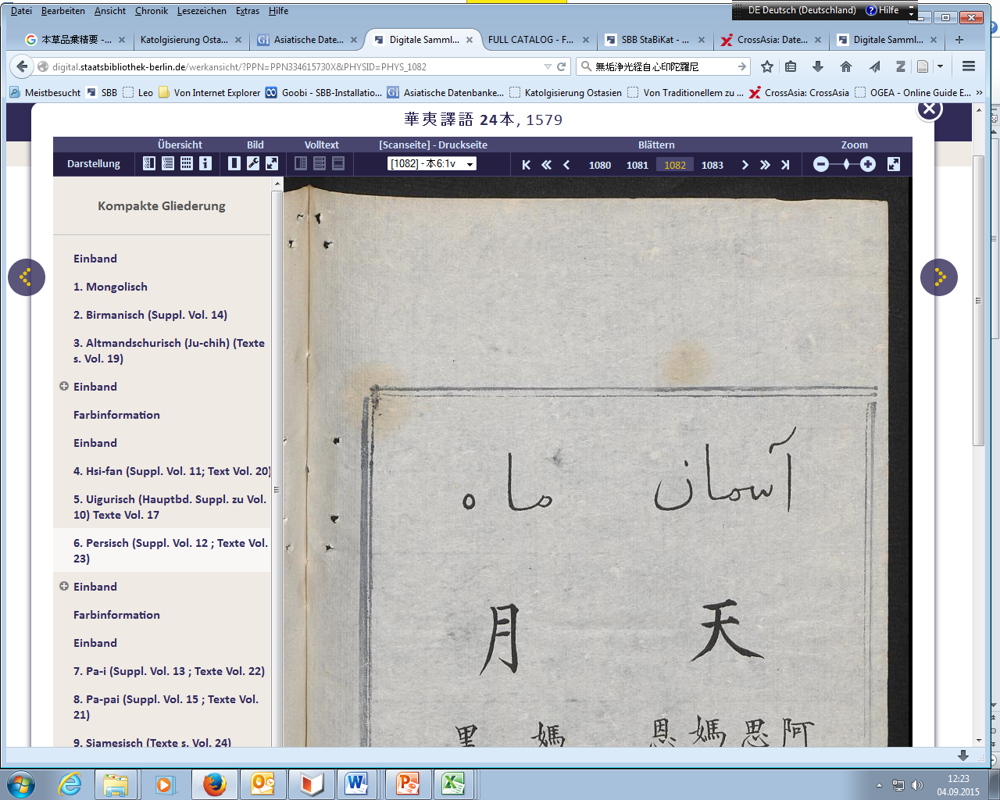 Datei Bearbeiten Ansicht Chronik Lesezeichen Extras Hilfe
DE Deutsch (Deutschland) Hilfe
本草品彙精要 -...
Katolgisierung Osta...
Asiatische Date...
Digitale Samml...
FULL CATALOG - F...
SBB StaBiKat - ...
CrossAsia: Date...
Digitale Samml...
digital.staatsbibliothek-berlin.de/werkansicht/?PPN=PPN334615730X&PHYSID=PHYS_1082
無垢浄光経自心印陀羅尼
Meistbesucht SBB Leo Von Internet Explorer Goobi - SBB-Installatio... Asiatische Datenbanke... Katolgisierung Ostasien Von Traditionellem zu ... CrossAsia: CrossAsia OGEA - Online Guide E...
華夷譯語 24本, 1579
Übersicht Bild Volltext [Scanseite] - Druckseite Blättern Zoom
Darstellung [1082] - 本6:1v 1080 1081 1082 1083
Kompakte Gliederung
Einband
1. Mongolisch
2. Birmanisch (Suppl. Vol. 14)
3. Altmandschurisch (Ju-chih) (Texte
s. Vol. 19)
Einband
Farbinformation
Einband
4. Hsi-fan (Suppl. Vol. 11; Text Vol. 20)
5. Uigurisch (Hauptbd. Suppl. zu Vol.
10) Texte Vol. 17
6. Persisch (Suppl. Vol. 12 ; Texte Vol.
23)
Einband
Farbinformation
Einband
7. Pa-i (Suppl. Vol. 13 ; Texte Vol. 22)
8. Pa-pai (Suppl. Vol. 15 ; Texte Vol.
21)
9. Siamesisch (Texte s. Vol. 24)
آسمان
ماه
天
月
阿思媽恩
媽
12:23
04.09.2015